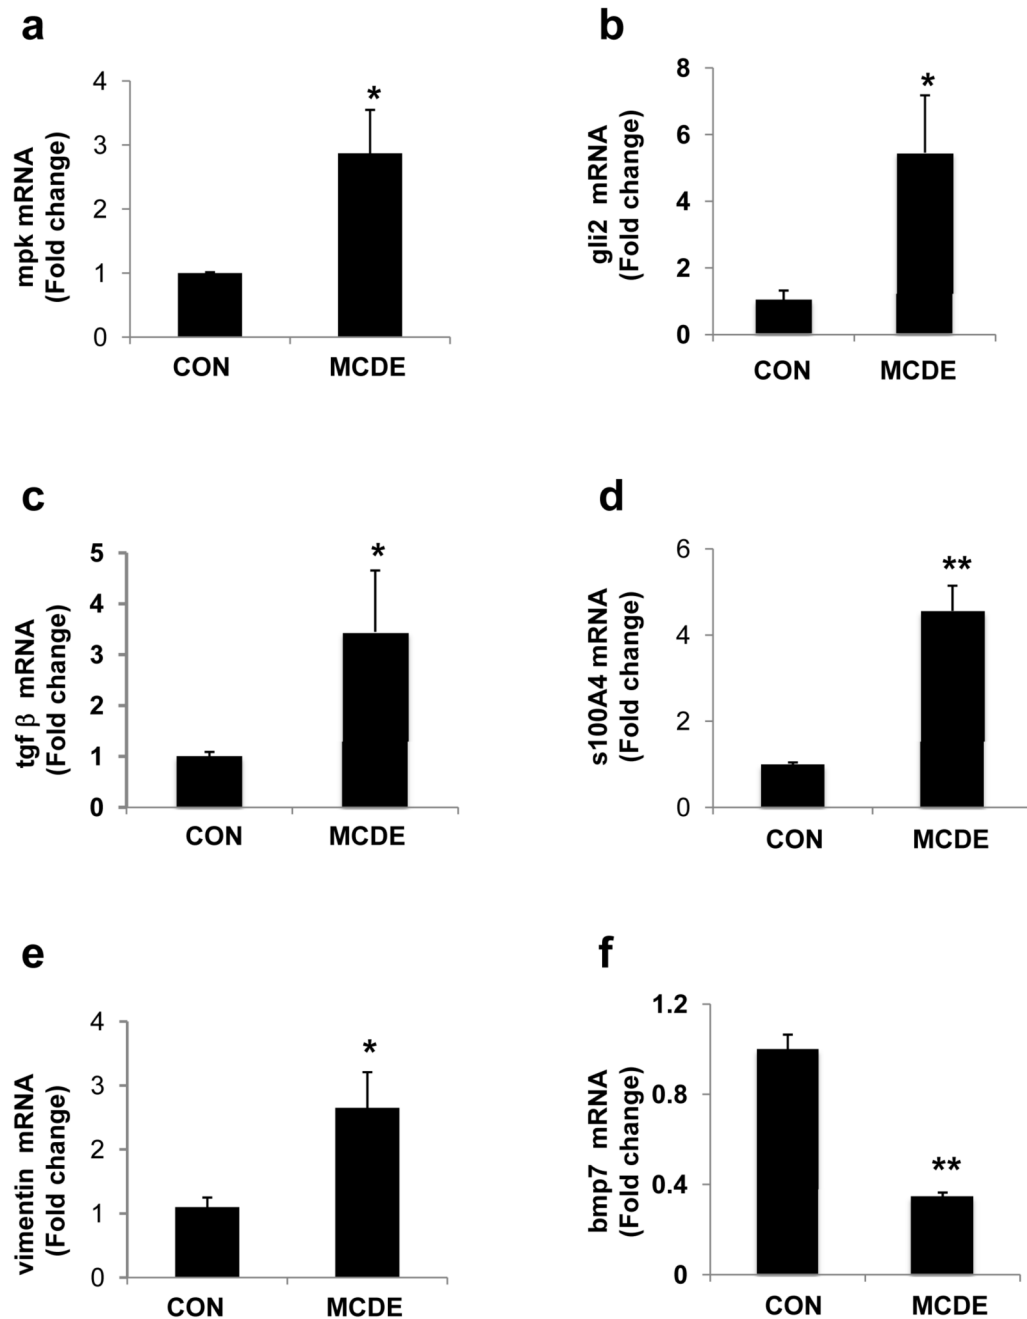 a
mpk mRNA
(Fold change)
4
3
2
1
0
*
CON
MCDE
b
gli2 mRNA
(Fold change)
8
6
4
2
0
*
CON
MCDE
c
tgf β mRNA
(Fold change)
5
4
3
2
1
0
*
CON
MCDE
d
s100A4 mRNA
(Fold change)
6
4
2
0
**
CON
MCDE
e
vimentin mRNA
(Fold change)
4
3
2
1
0
*
CON
MCDE
f
bmp7 mRNA
(Fold change)
1.2
0.8
0.4
0
**
CON
MCDE